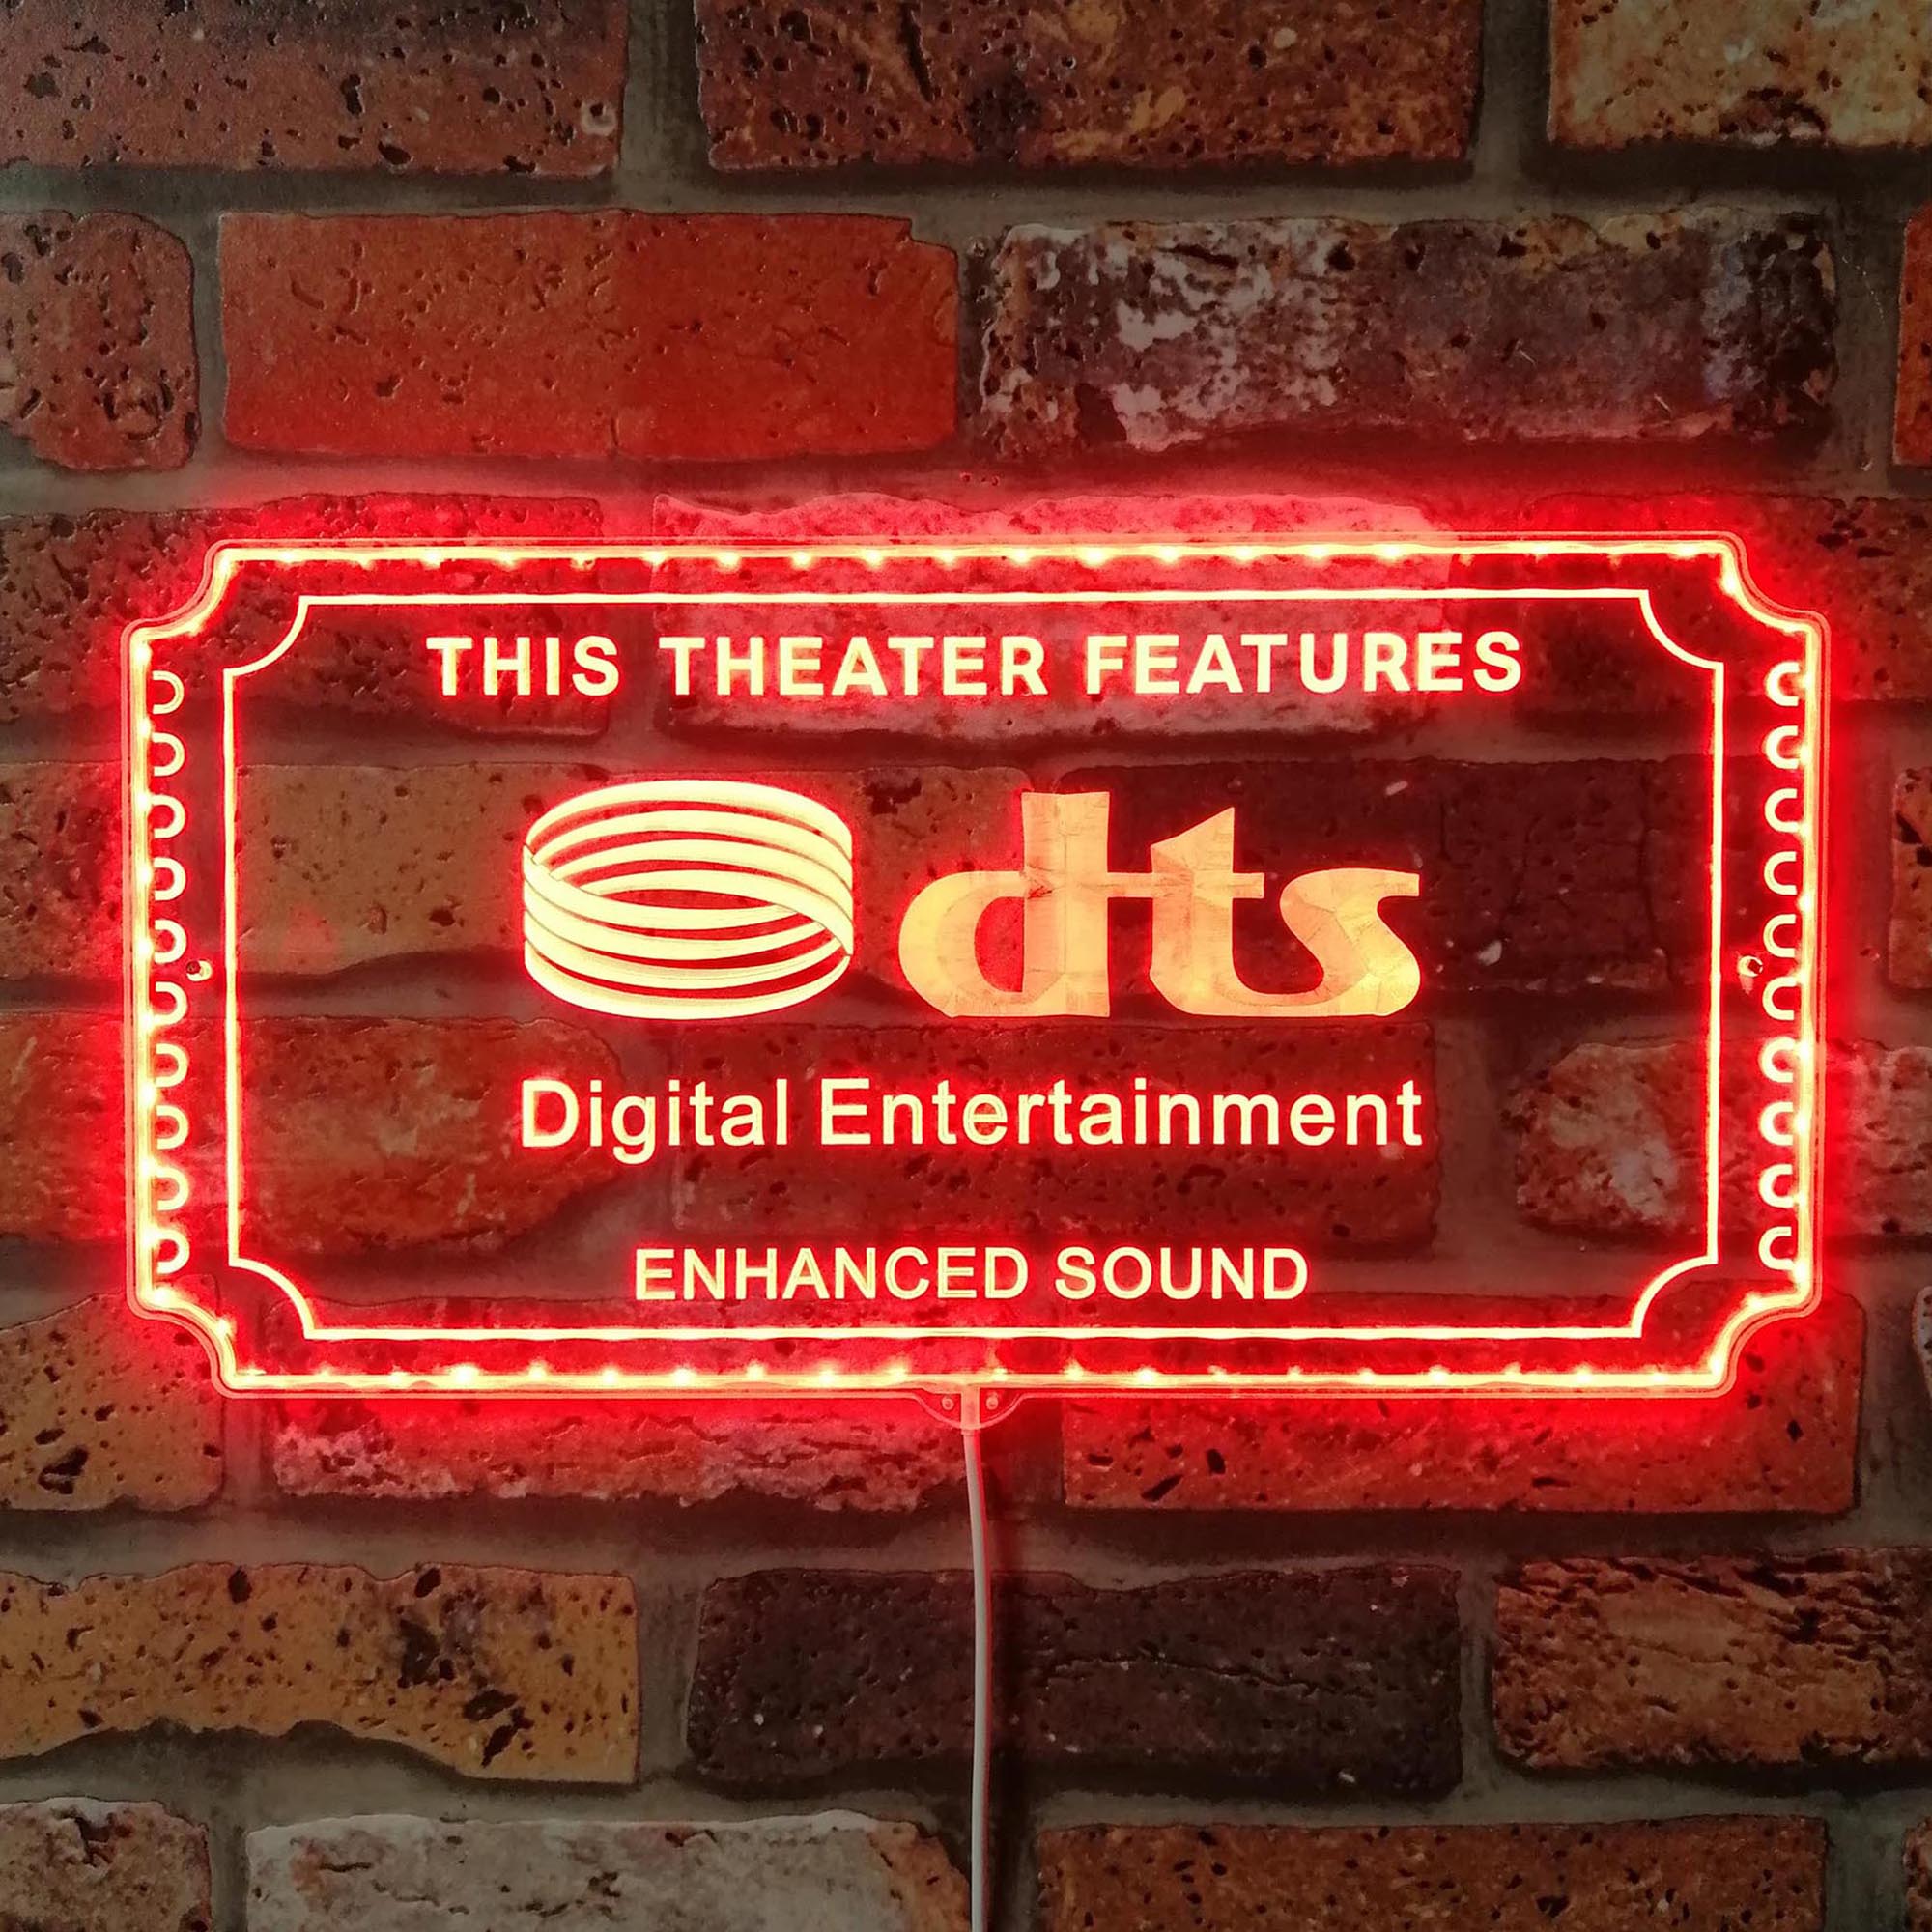 THIS THEATER FEATURES
dts
Digital Entertainment
ENHANCED SOUND